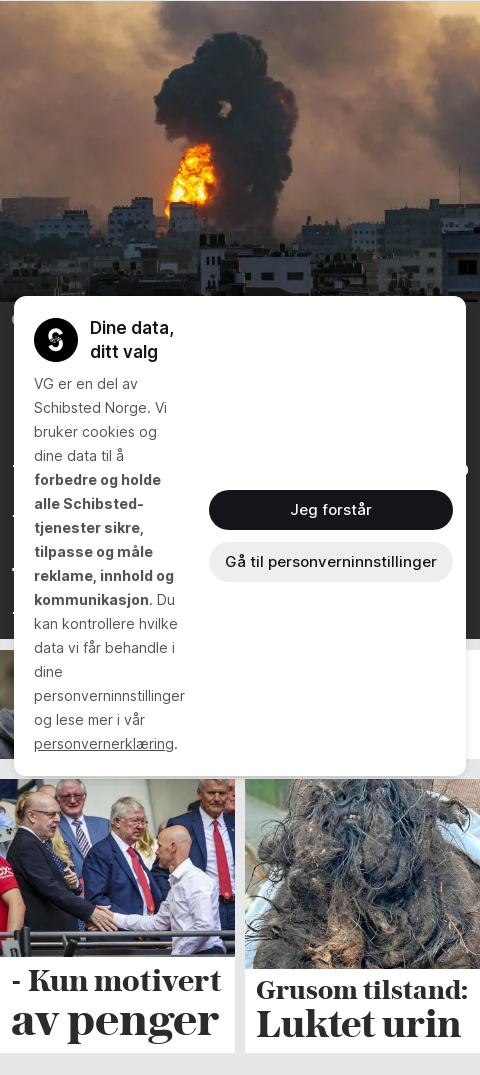 Dine data,
ditt valg
VG er en del av
Schibsted Norge. Vi
bruker cookies og
dine data til å
forbedre og holde
alle Schibsted-
tjenester sikre,
tilpasse og måle
reklame, innhold og
kommunikasjon. Du
kan kontrollere hvilke
data vi får behandle i
dine
personverninnstillinger
og lese mer i vår
personvernerklæring.
Jeg forstår
Gå til personverninnstillinger
- Kun motivert
av penger
Grusom tilstand:
Luktet urin